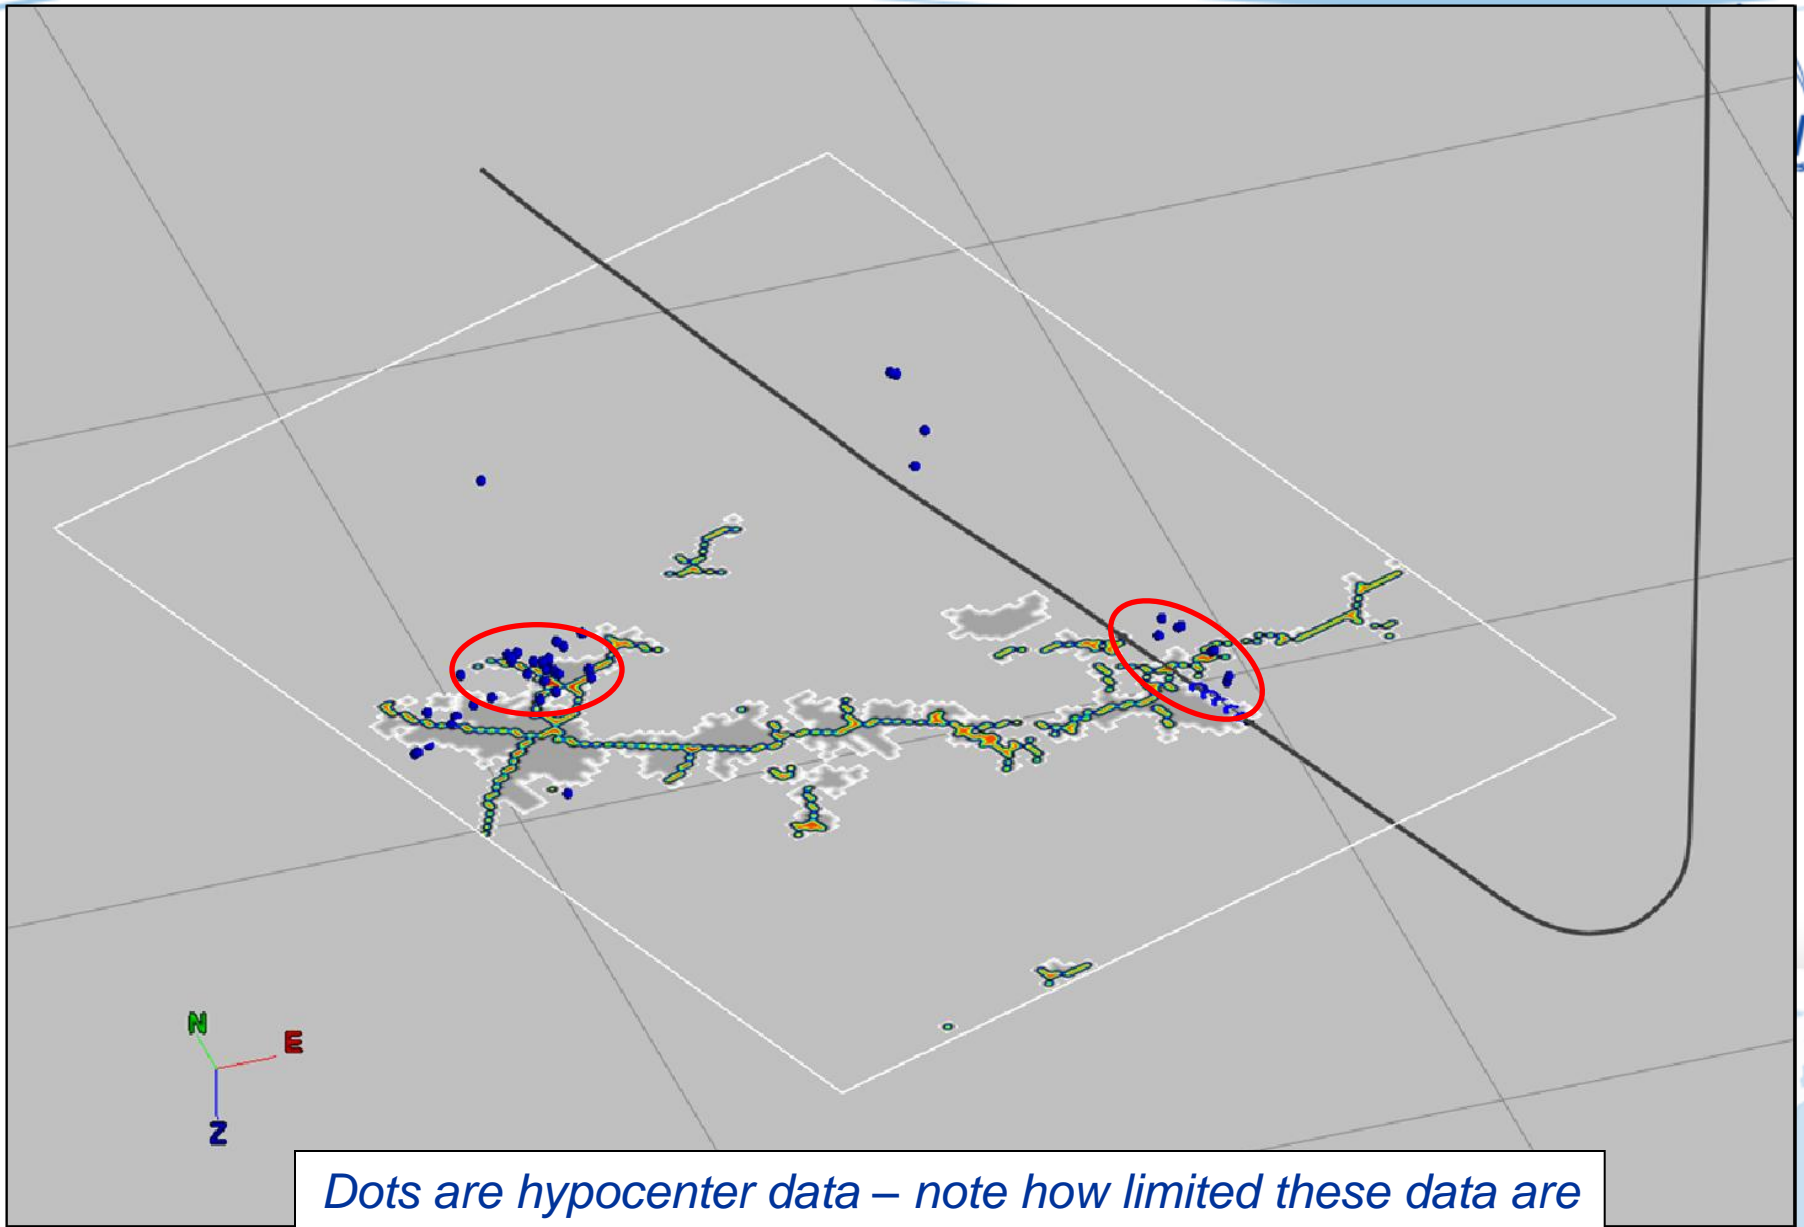 N
E
Z
Dots are hypocenter data – note how limited these data are